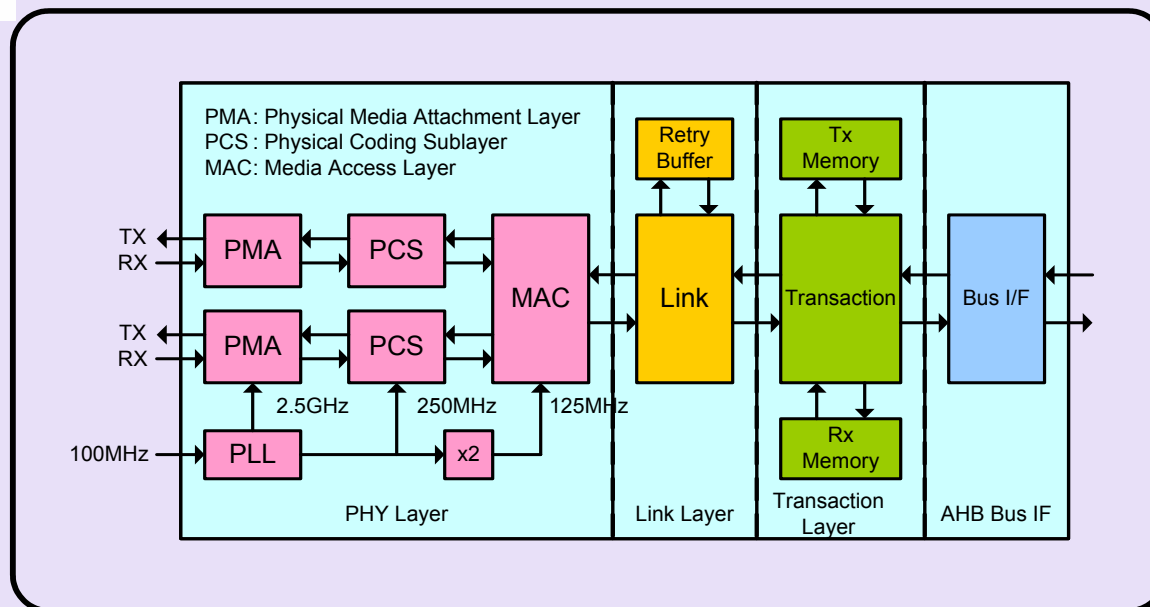 PMA: Physical Media Attachment Layer
PCS : Physical Coding Sublayer
MAC: Media Access Layer
Retry
Buffer
Tx
Memory
TX
RX
PMA
PCS
MAC
Link
Transaction
Bus I/F
TX
RX
PMA
PCS
2.5GHz
250MHz
125MHz
100MHz
PLL
x2
Rx
Memory
PHY Layer
Link Layer
Transaction
Layer
AHB Bus IF